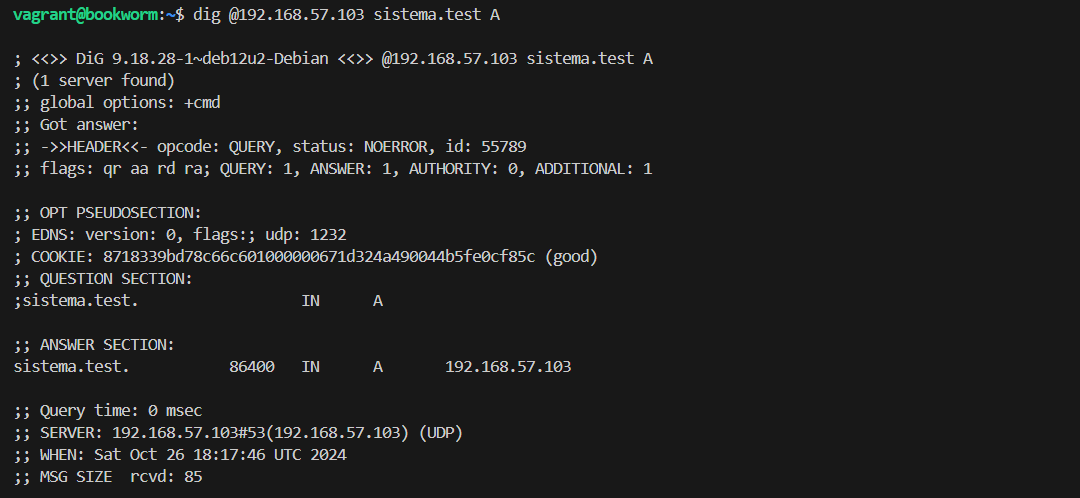 vagrant@bookworm:~$ dig @192.168.57.103 sistema.test A

; <<>> DiG 9.18.28-1~deb12u2-Debian <<>> @192.168.57.103 sistema.test A
; (1 server found)
;; global options: +cmd
;; Got answer:
;; ->>HEADER<<- opcode: QUERY, status: NOERROR, id: 55789
;; flags: qr aa rd ra; QUERY: 1, ANSWER: 1, AUTHORITY: 0, ADDITIONAL: 1

;; OPT PSEUDOSECTION:
; EDNS: version: 0, flags:; udp: 1232
; COOKIE: 8718339bd78c66c601000000671d324a490044b5fe0cf85c (good)
;; QUESTION SECTION:
;sistema.test.                  IN      A

;; ANSWER SECTION:
sistema.test.           86400   IN      A       192.168.57.103

;; Query time: 0 msec
;; SERVER: 192.168.57.103#53(192.168.57.103) (UDP)
;; WHEN: Sat Oct 26 18:17:46 UTC 2024
;; MSG SIZE  rcvd: 85